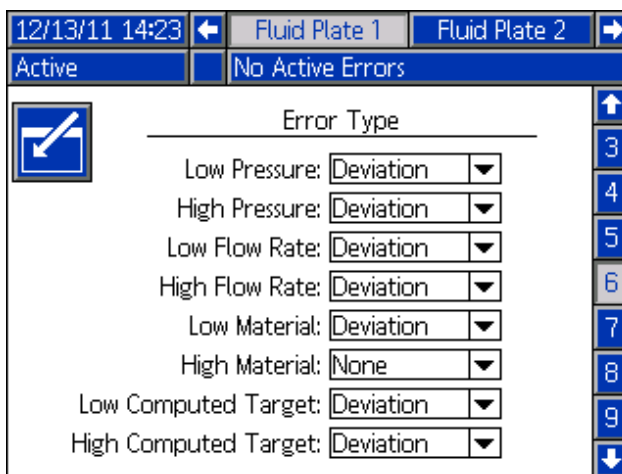 12/13/11 14:23 Fluid Plate 1 Fluid Plate 2
Active No Active Errors
Error Type
3
Low Pressure: Deviation
4
High Pressure: Deviation
5
Low Flow Rate: Deviation
6
High Flow Rate: Deviation
7
Low Material: Deviation
8
High Material: None
9
Low Computed Target: Deviation
High Computed Target: Deviation